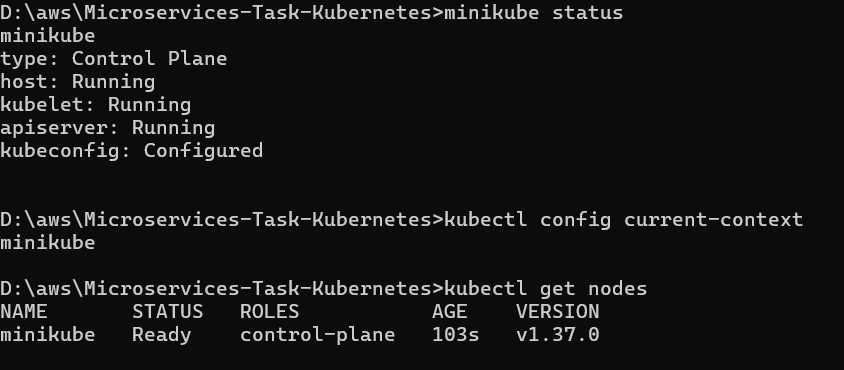 D:\aws\Microservices-Task-Kubernetes>minikube status
minikube
type: Control Plane
host: Running
kubelet: Running
apiserver: Running
kubeconfig: Configured
D:\aws\Microservices-Task-Kubernetes>kubectl config current-context
minikube
D:\aws\Microservices-Task-Kubernetes>kubectl get nodes
NAME       STATUS   ROLES           AGE    VERSION
minikube   Ready    control-plane   103s   v1.37.0